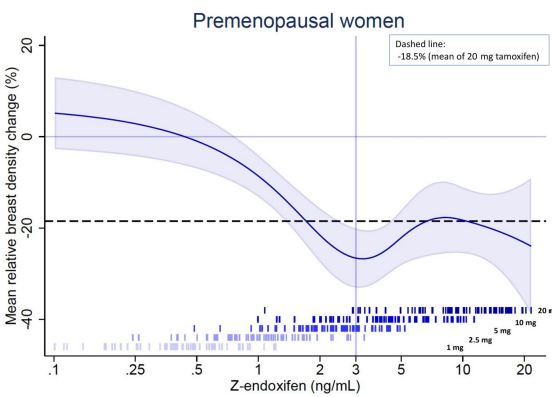 Premenopausal women
Dashed line:
-18.5% (mean of 20 mg tamoxifen)
Mean relative breast density change (%)
20
0
-20
-40
20 m
10 mg
5 mg
2.5 mg
1 mg
.1
.25
.5
1
2
3
5
10
20
Z-endoxifen (ng/mL)